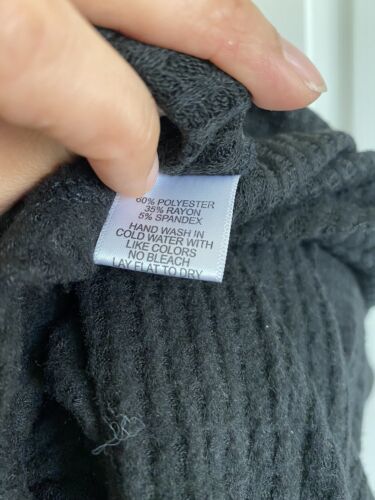 60% POLYESTER
35% RAYON
5% SPANDEX
HAND WASH IN
COLD WATER WITH
LIKE COLORS
NO BLEACH
LAY FLAT TO DRY